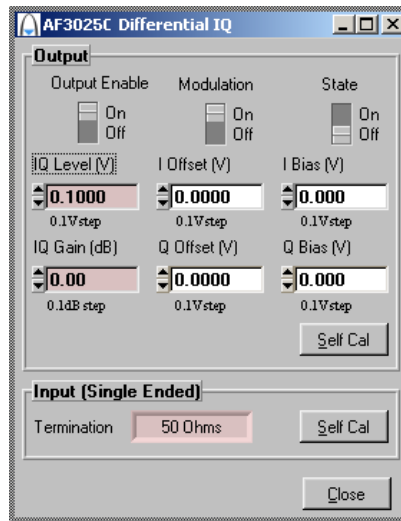 AF3025C Differential IQ
Output
Output Enable Modulation State
On On On
Off Off Off
IQ Level (V) I Offset (V) I Bias (V)
0.1000 0.0000 0.000
0.1Vstep 0.1Vstep 0.1Vstep
IQ Gain (dB) Q Offset (V) Q Bias (V)
0.00 0.0000 0.000
0.1dB step 0.1Vstep 0.1Vstep
Self Cal
Input (Single Ended)
Termination 50 Ohms Self Cal
Close